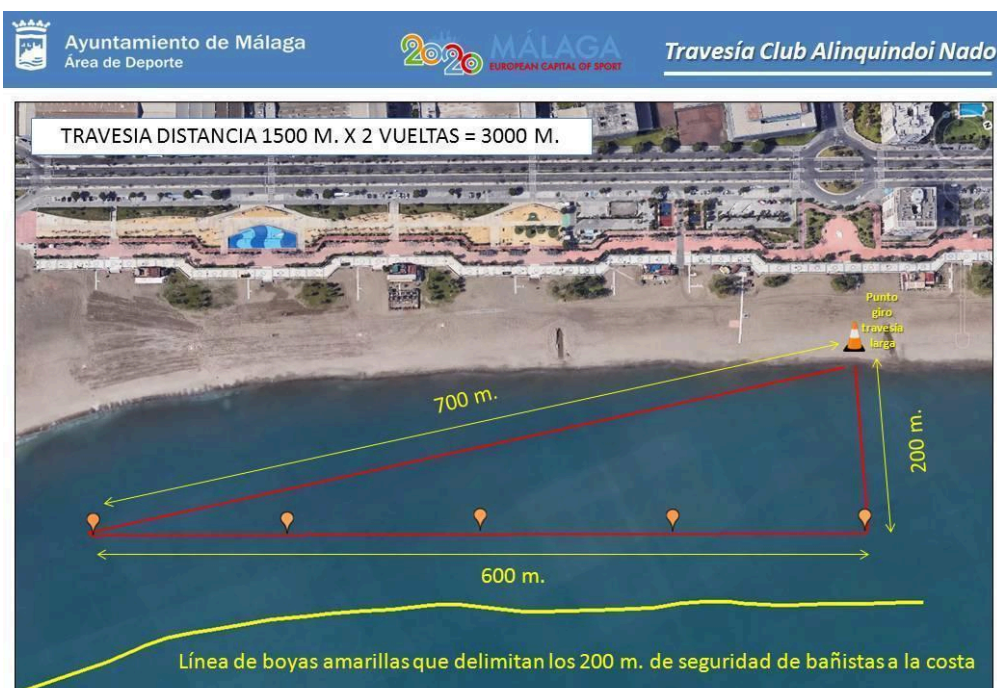 Ayuntamiento de Málaga
Área de Deporte
2020 MÁLAGA
EUROPEAN CAPITAL OF SPORT
Travesía Club Alinquindoi Nado
TRAVESIA DISTANCIA 1500 M. X 2 VUELTAS = 3000 M.
Punto
giro
travesía
larga
700 m.
200 m.
600 m.
Línea de boyas amarillas que delimitan los 200 m. de seguridad de bañistas a la costa